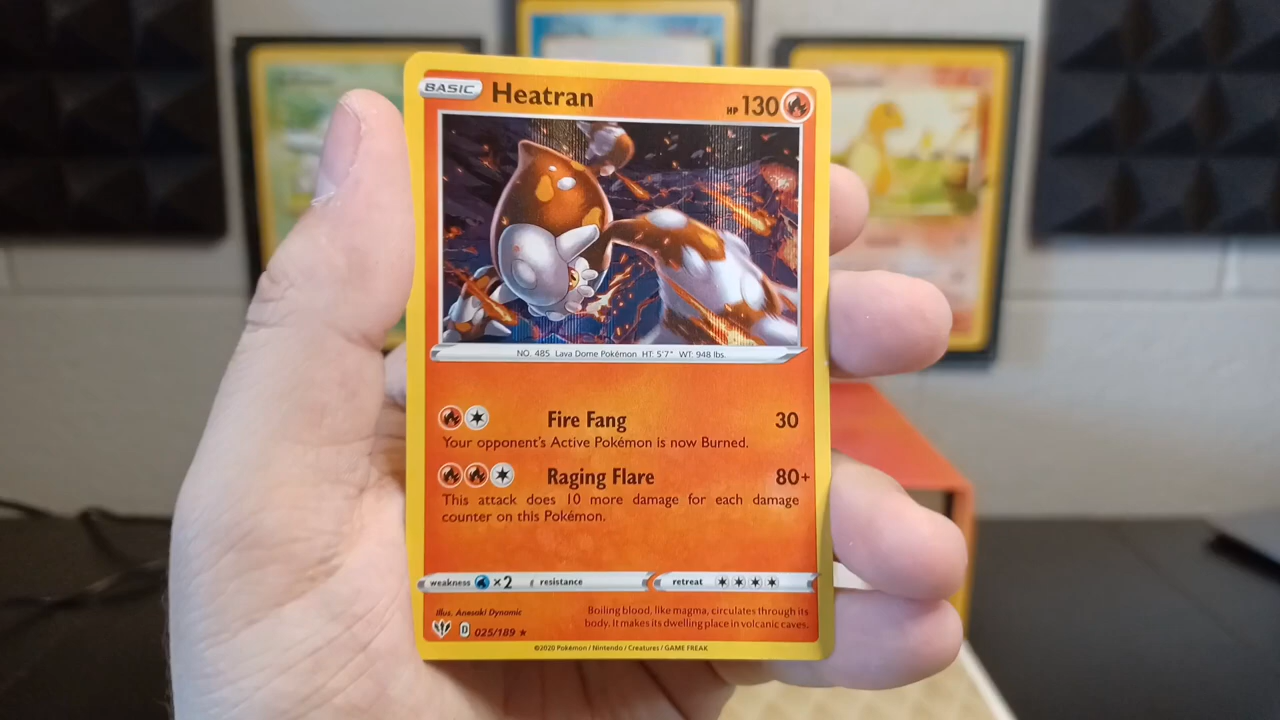 BASIC Heatran HP 130
NO. 485 Lava Dome Pokémon HT: 5'7" WT: 948 lbs.
Fire Fang 30
Your opponent's Active Pokémon is now Burned.
Raging Flare 80+
This attack does 10 more damage for each damage
counter on this Pokémon.
weakness ×2 resistance retreat
Illus. Anesaki Dynamic
D 025/189 ★
Boiling blood, like magma, circulates through its
body. It makes its dwelling place in volcanic caves.
©2020 Pokémon / Nintendo / Creatures / GAME FREAK